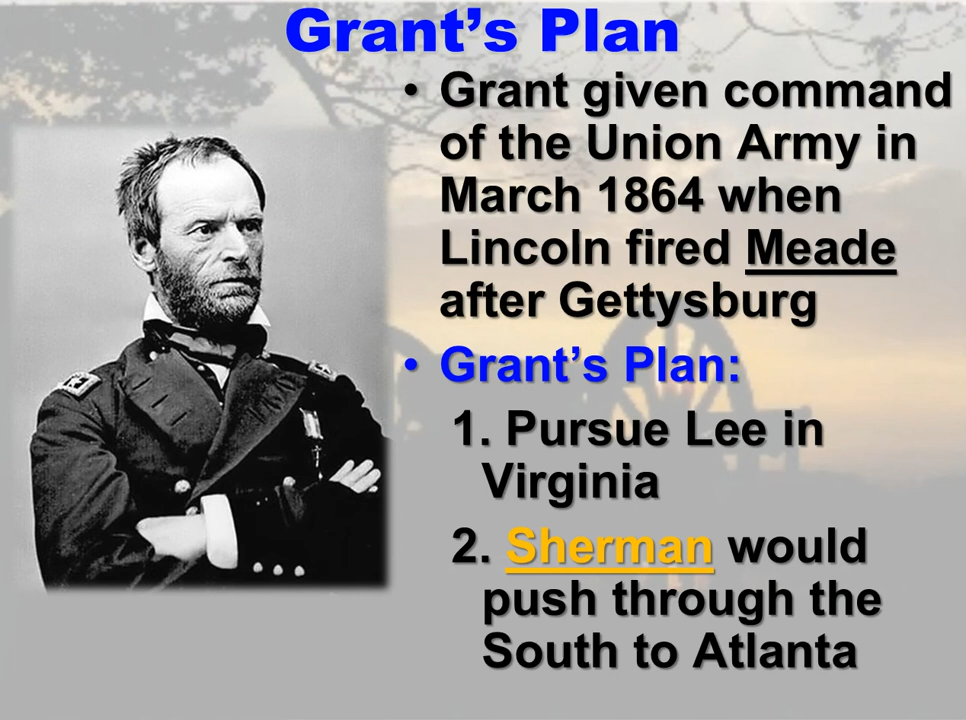 Grant’s Plan
• Grant given command
of the Union Army in
March 1864 when
Lincoln fired Meade
after Gettysburg
• Grant’s Plan:
1. Pursue Lee in
Virginia
2. Sherman would
push through the
South to Atlanta